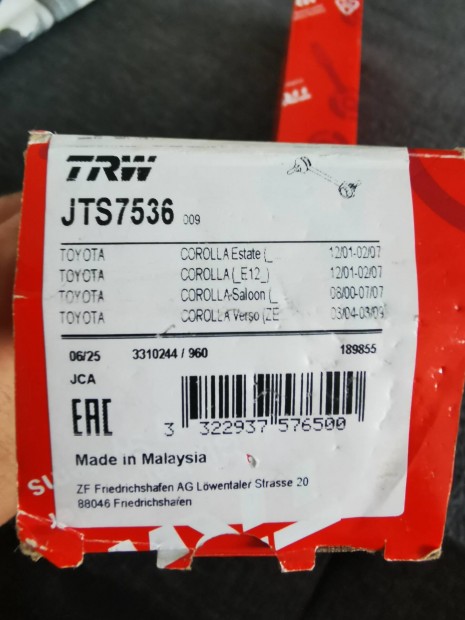 TRW
JTS7536 009
TOYOTA COROLLA Estate (_ 12/01-02/07
TOYOTA COROLLA (_E12_) 12/01-02/07
TOYOTA COROLLA Saloon (_ 08/00-07/07
TOYOTA COROLLA Verso (ZE 03/04-03/09
06/25 3310244 / 960 189855
JCA
EAC
3 322937 576500
Made in Malaysia
ZF Friedrichshafen AG Löwentaler Strasse 20
88046 Friedrichshafen
TRW